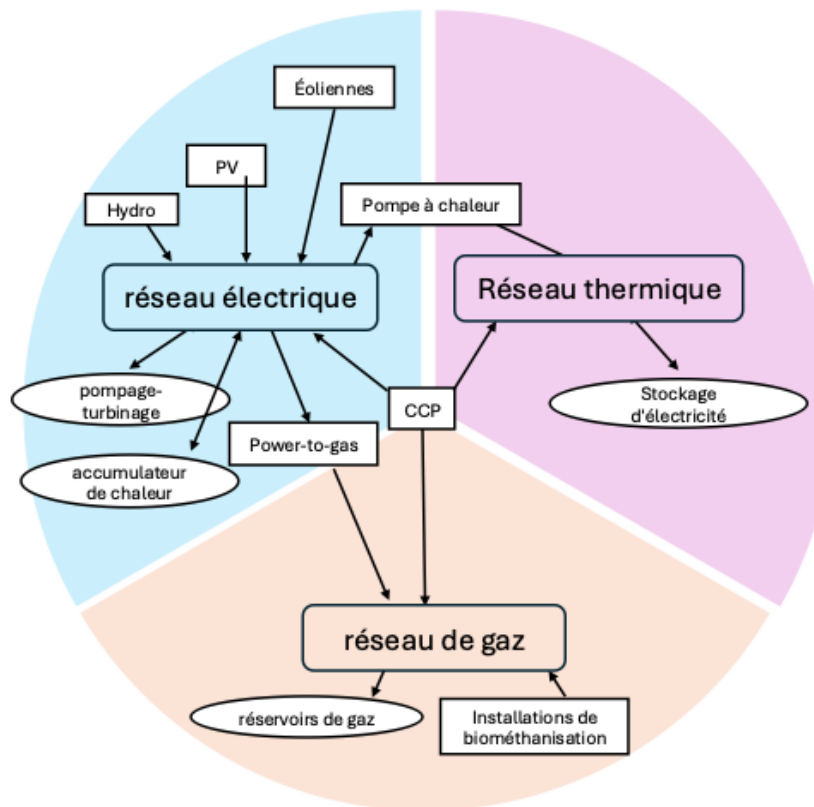 Éoliennes
PV
Hydro
Pompe à chaleur
réseau électrique
Réseau thermique
pompage-
turbinage
CCP
Stockage
d'électricité
Power-to-gas
accumulateur
de chaleur
réseau de gaz
réservoirs de gaz
Installations de
biométhanisation